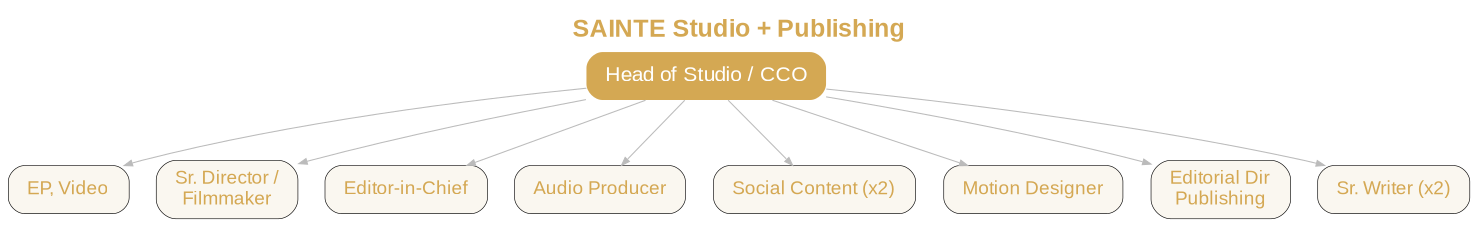 SAINTE Studio + Publishing
Head of Studio / CCO
EP, Video
Sr. Director /
Filmmaker
Editor-in-Chief
Audio Producer
Social Content (x2)
Motion Designer
Editorial Dir
Publishing
Sr. Writer (x2)